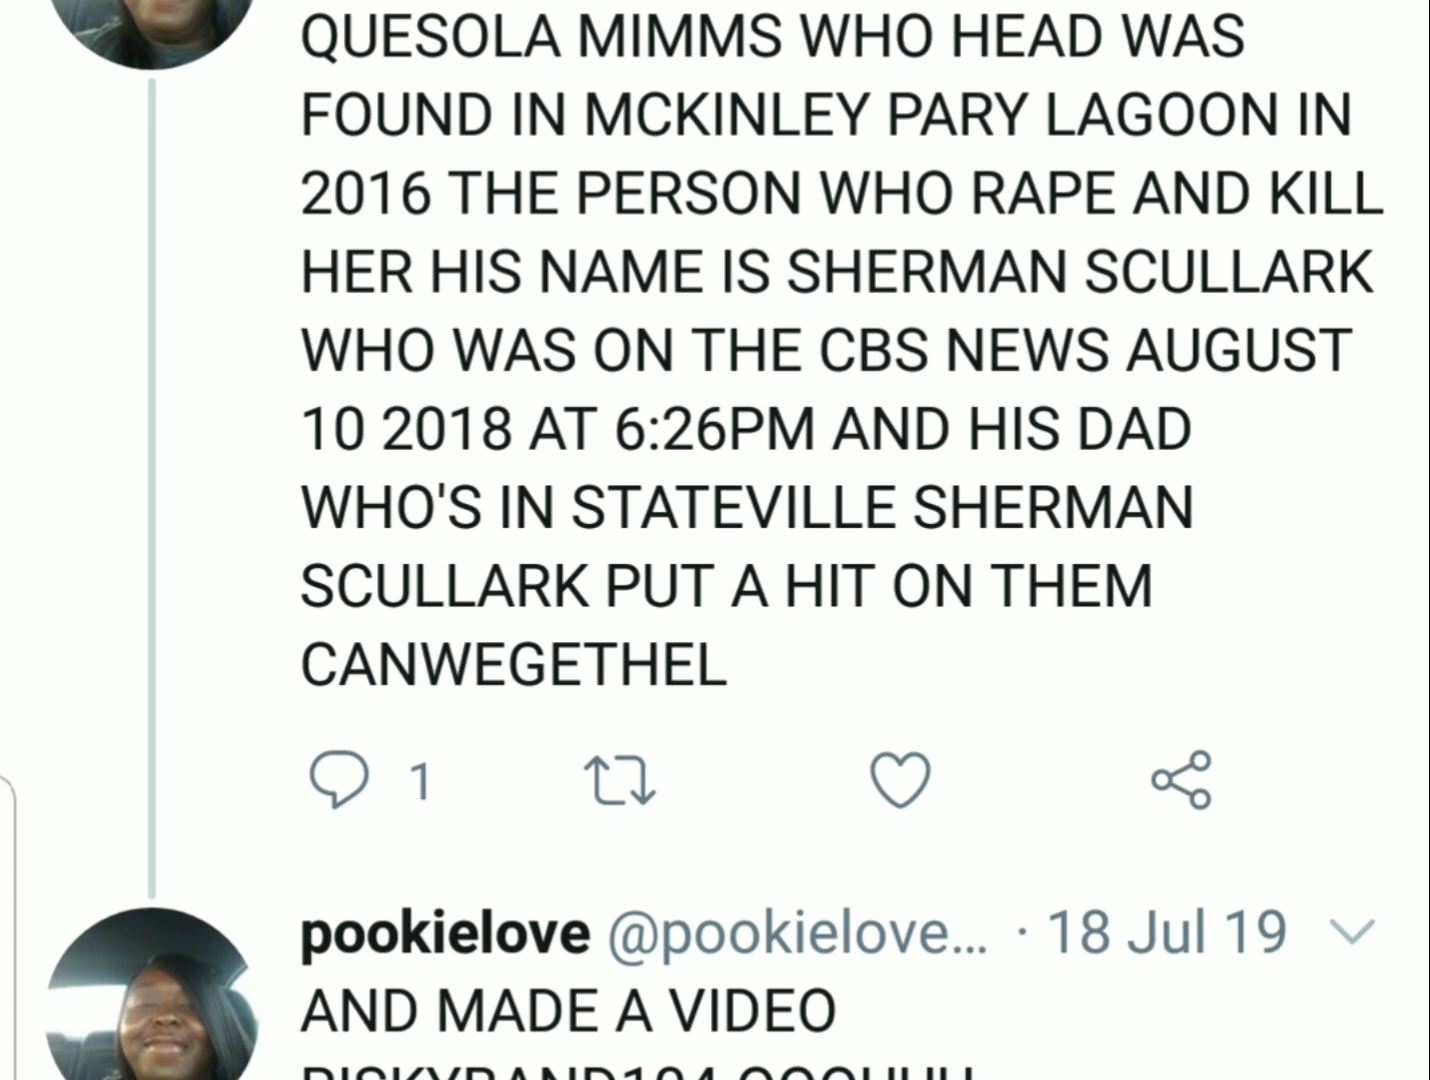 QUESOLA MIMMS WHO HEAD WAS
FOUND IN MCKINLEY PARY LAGOON IN
2016 THE PERSON WHO RAPE AND KILL
HER HIS NAME IS SHERMAN SCULLARK
WHO WAS ON THE CBS NEWS AUGUST
10 2018 AT 6:26PM AND HIS DAD
WHO'S IN STATEVILLE SHERMAN
SCULLARK PUT A HIT ON THEM
CANWEGETHEL
1
pookielove @pookielove... · 18 Jul 19
AND MADE A VIDEO